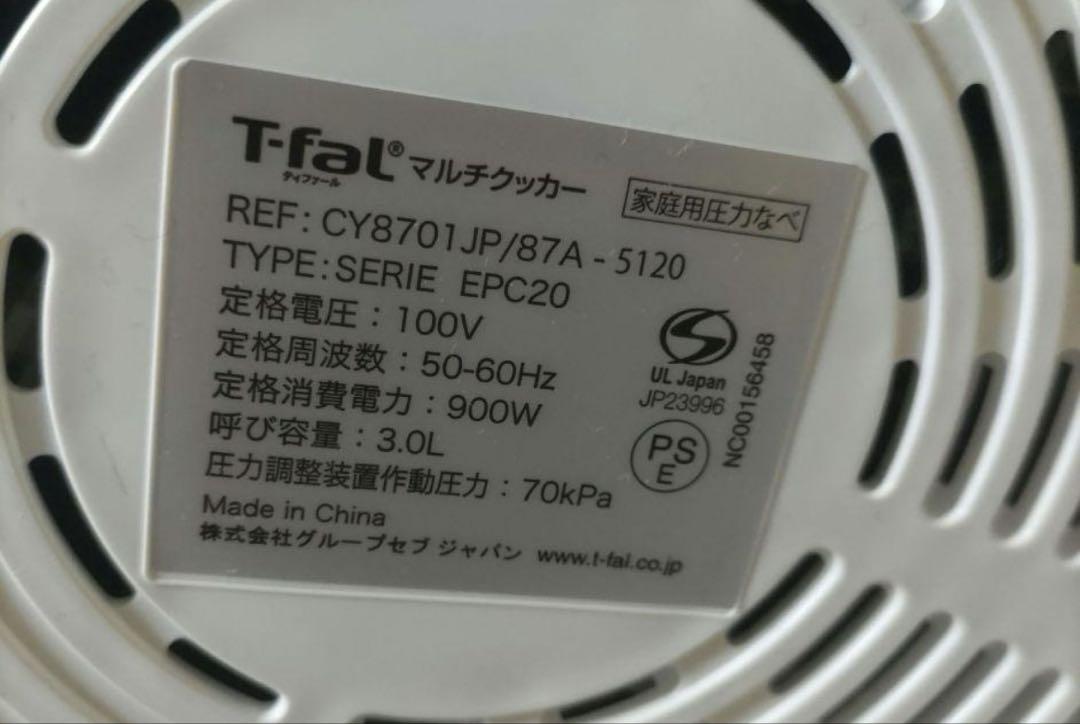 T-fal® マルチクッカー
ティファール
家庭用圧力なべ
REF: CY8701JP/87A - 5120
TYPE: SERIE EPC20
定格電圧：100V
定格周波数：50-60Hz
定格消費電力：900W
呼び容量：3.0L
圧力調整装置作動圧力：70kPa
Made in China
株式会社グループセブ ジャパン www.t-fal.co.jp
S
UL Japan
JP23996
PS
E
NC00156458